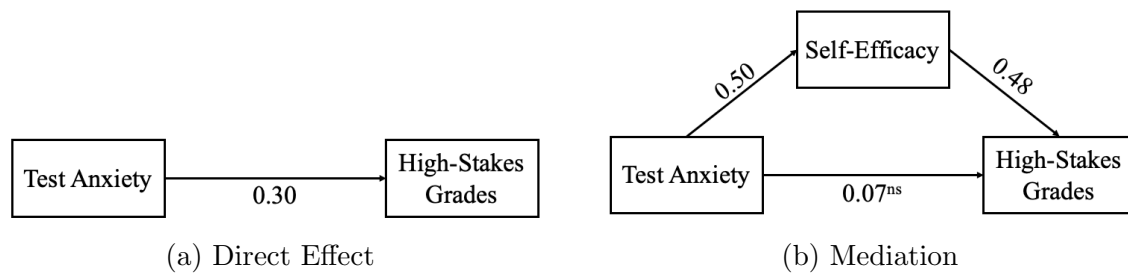 Test Anxiety
0.30
High-Stakes
Grades
(a) Direct Effect
Self-Efficacy
0.50
0.48
Test Anxiety
0.07ns
High-Stakes
Grades
(b) Mediation